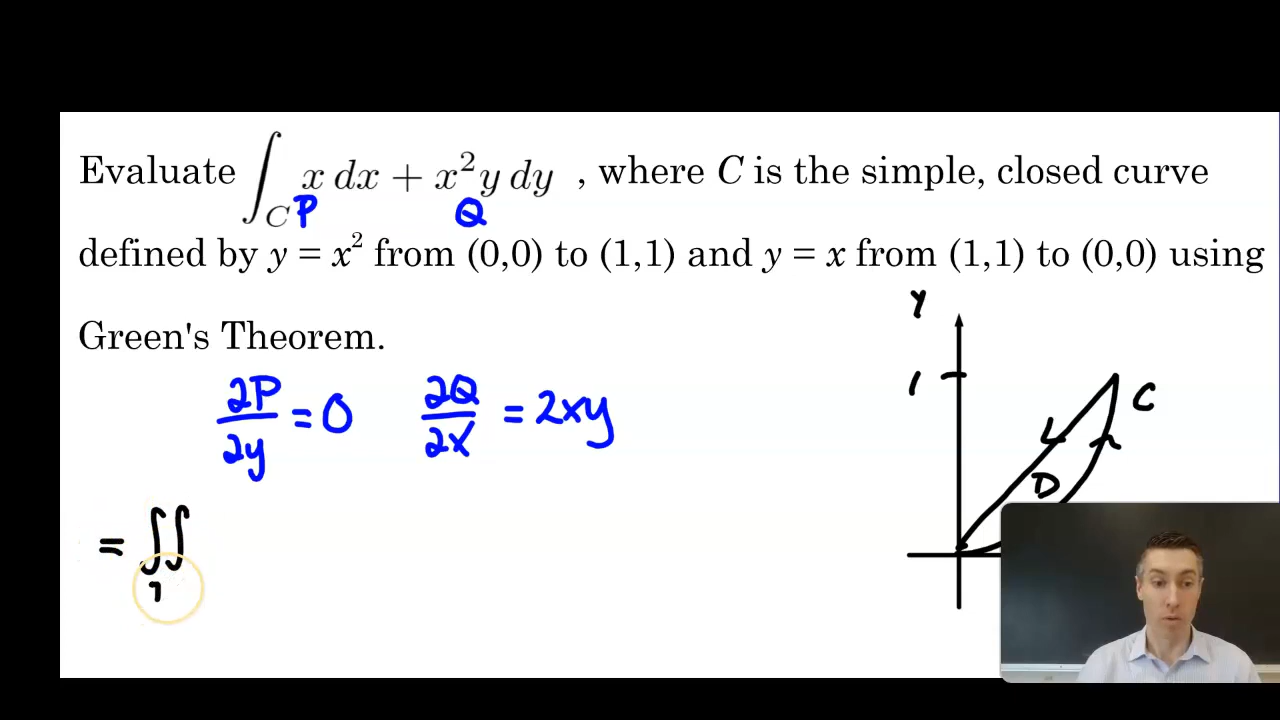 Evaluate ∫_C x dx + x²y dy , where C is the simple, closed curve
P Q
defined by y = x² from (0,0) to (1,1) and y = x from (1,1) to (0,0) using
Green's Theorem.
∂P/∂y = 0 ∂Q/∂x = 2xy
= ∬
y
1
C
D